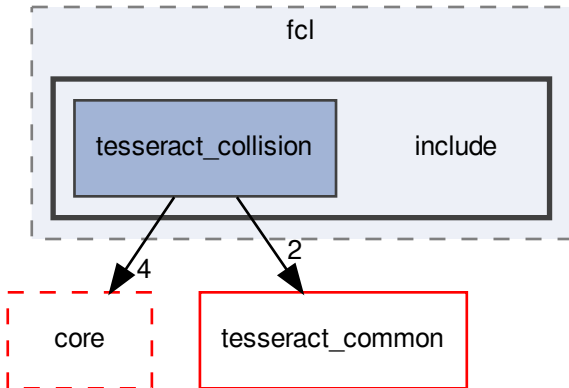 fcl
tesseract_collision
include
4
2
core
tesseract_common